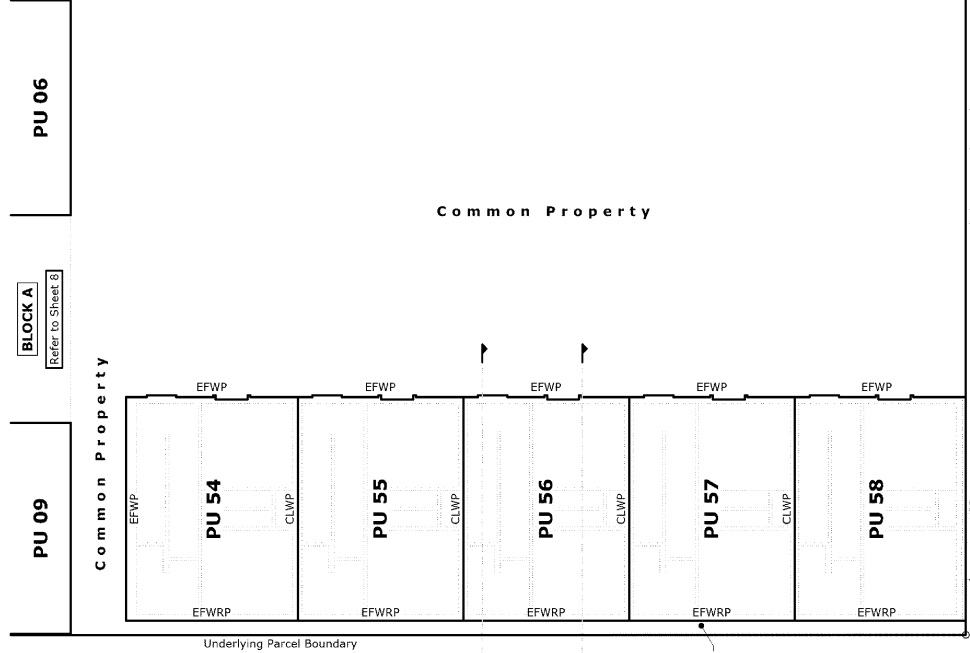 PU 06
Common Property
BLOCK A
Refer to Sheet 8
Common Property
EFWP
EFWP
EFWP
EFWP
EFWP
PU 09
EFWP
PU 54
CLWP
PU 55
CLWP
PU 56
CLWP
PU 57
CLWP
PU 58
EFWRP
EFWRP
EFWRP
EFWRP
EFWRP
Underlying Parcel Boundary